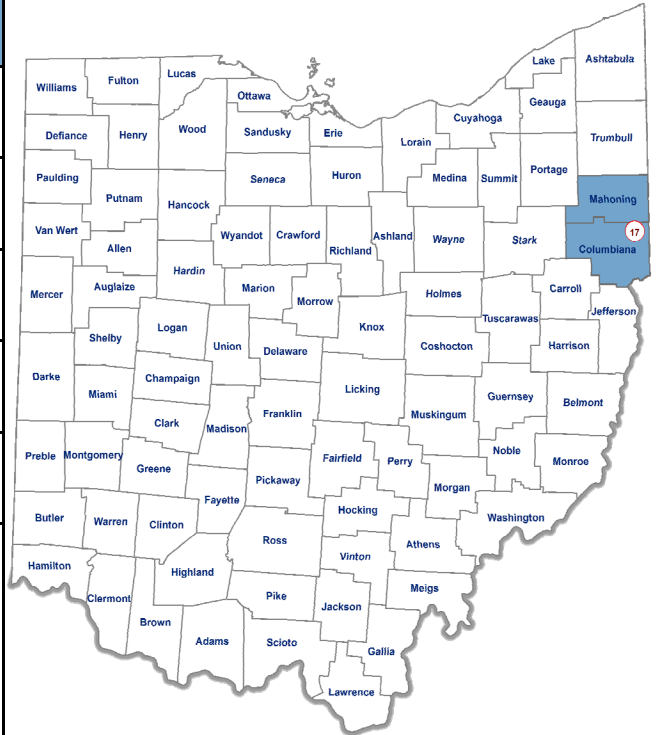 Lake
Ashtabula
Williams
Fulton
Lucas
Ottawa
Geauga
Cuyahoga
Defiance
Henry
Wood
Sandusky
Erie
Lorain
Trumbull
Paulding
Seneca
Huron
Medina
Summit
Portage
Putnam
Hancock
Mahoning
Van Wert
Allen
Wyandot
Crawford
Richland
Ashland
Wayne
Stark
17
Columbiana
Hardin
Mercer
Auglaize
Marion
Morrow
Holmes
Carroll
Jefferson
Tuscarawas
Shelby
Logan
Union
Knox
Coshocton
Harrison
Delaware
Darke
Miami
Champaign
Licking
Guernsey
Belmont
Clark
Madison
Franklin
Muskingum
Preble
Montgomery
Greene
Fairfield
Perry
Noble
Monroe
Pickaway
Morgan
Fayette
Hocking
Butler
Warren
Clinton
Washington
Ross
Vinton
Athens
Hamilton
Highland
Meigs
Clermont
Pike
Jackson
Brown
Adams
Scioto
Gallia
Lawrence